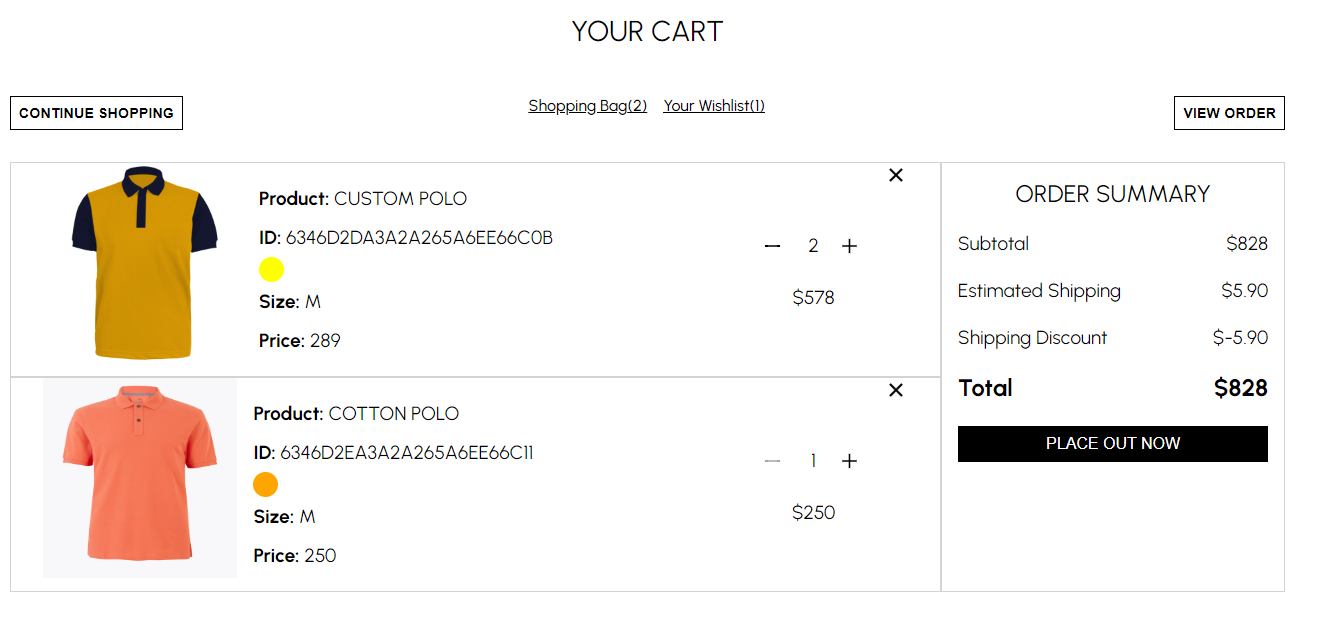 YOUR CART
CONTINUE SHOPPING
Shopping Bag(2) Your Wishlist(1)
VIEW ORDER
Product: CUSTOM POLO
ID: 6346D2DA3A2A265A6EE66C0B
Size: M
Price: 289
2
$578
Product: COTTON POLO
ID: 6346D2EA3A2A265A6EE66C11
Size: M
Price: 250
1
$250
ORDER SUMMARY
Subtotal $828
Estimated Shipping $5.90
Shipping Discount $-5.90
Total $828
PLACE OUT NOW